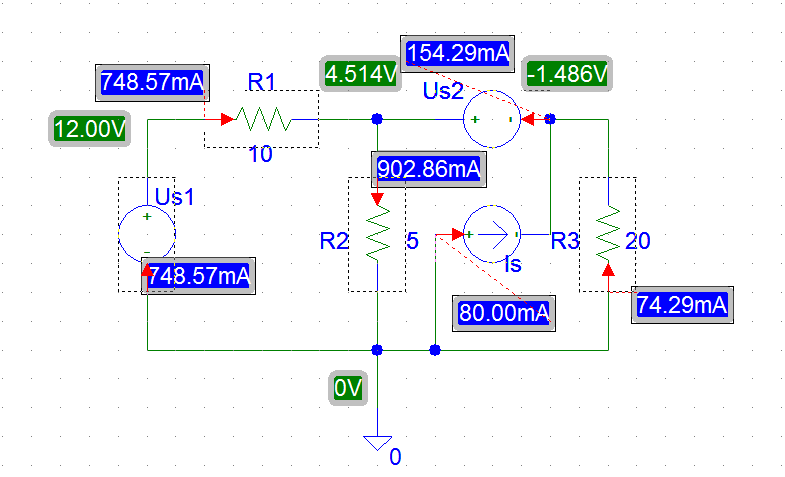 154.29mA
748.57mA
R1
4.514V
-1.486V
Us2
12.00V
+
-
10
902.86mA
Us1
+
-
R2
5
+
-
R3
20
Is
748.57mA
80.00mA
74.29mA
0V
0